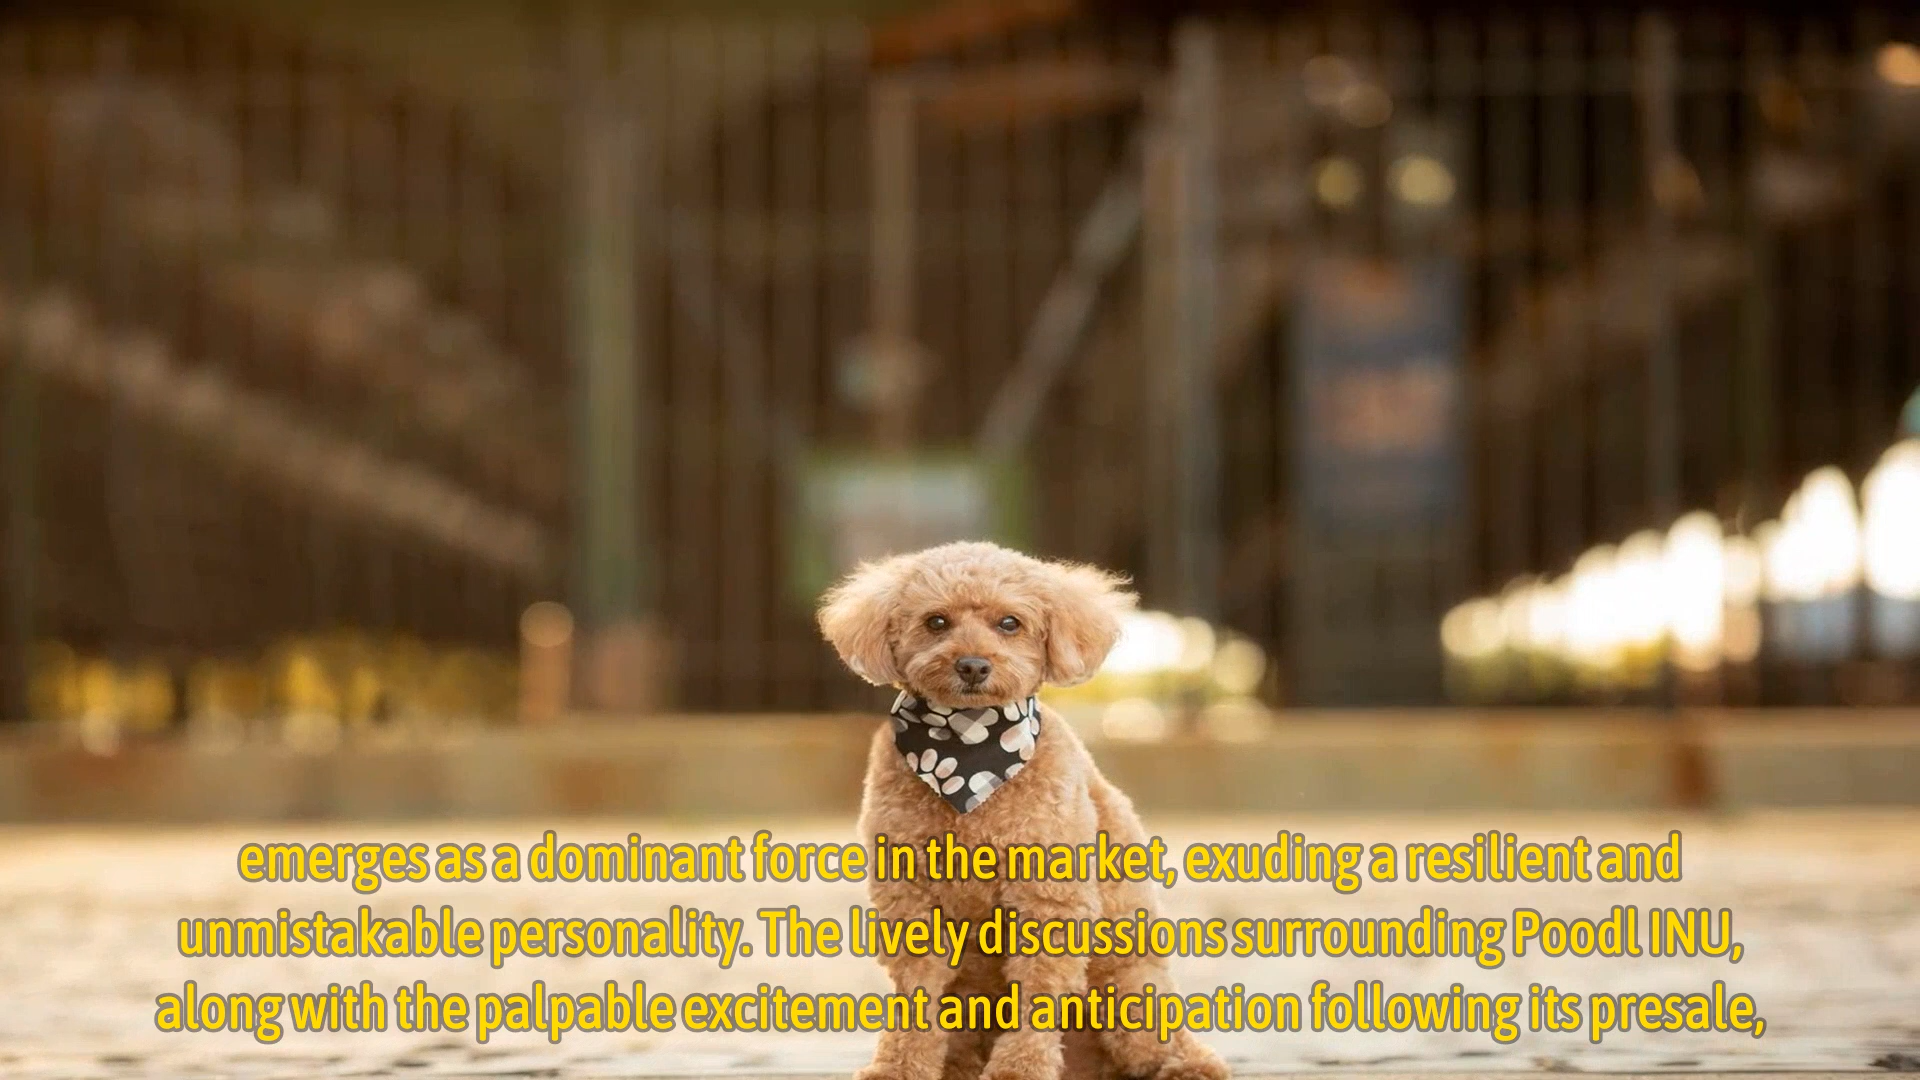 emerges as a dominant force in the market, exuding a resilient and
unmistakable personality. The lively discussions surrounding Poodl INU,
along with the palpable excitement and anticipation following its presale,